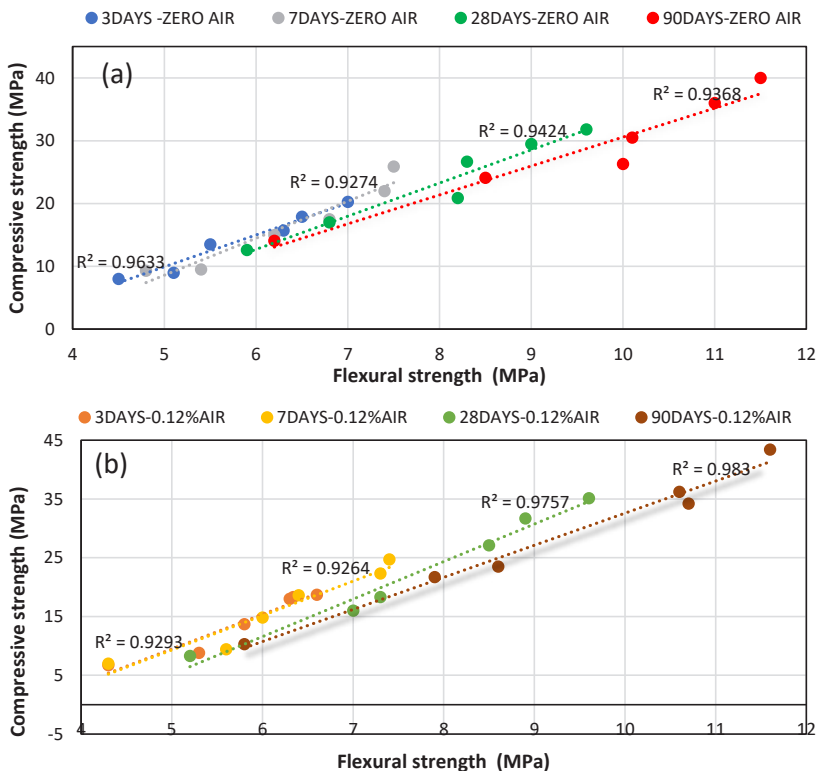 3DAYS -ZERO AIR 7DAYS-ZERO AIR 28DAYS-ZERO AIR 90DAYS-ZERO AIR
(a)
Compressive strength (MPa)
40
30
20
10
0
R² = 0.9633
R² = 0.9274
R² = 0.9424
R² = 0.9368
4 5 6 7 8 9 10 11 12
Flexural strength (MPa)
3DAYS-0.12%AIR 7DAYS-0.12%AIR 28DAYS-0.12%AIR 90DAYS-0.12%AIR
(b)
Compressive strength (MPa)
45
35
25
15
5
-5
R² = 0.9293
R² = 0.9264
R² = 0.9757
R² = 0.983
4 5 6 7 8 9 10 11 12
Flexural strength (MPa)